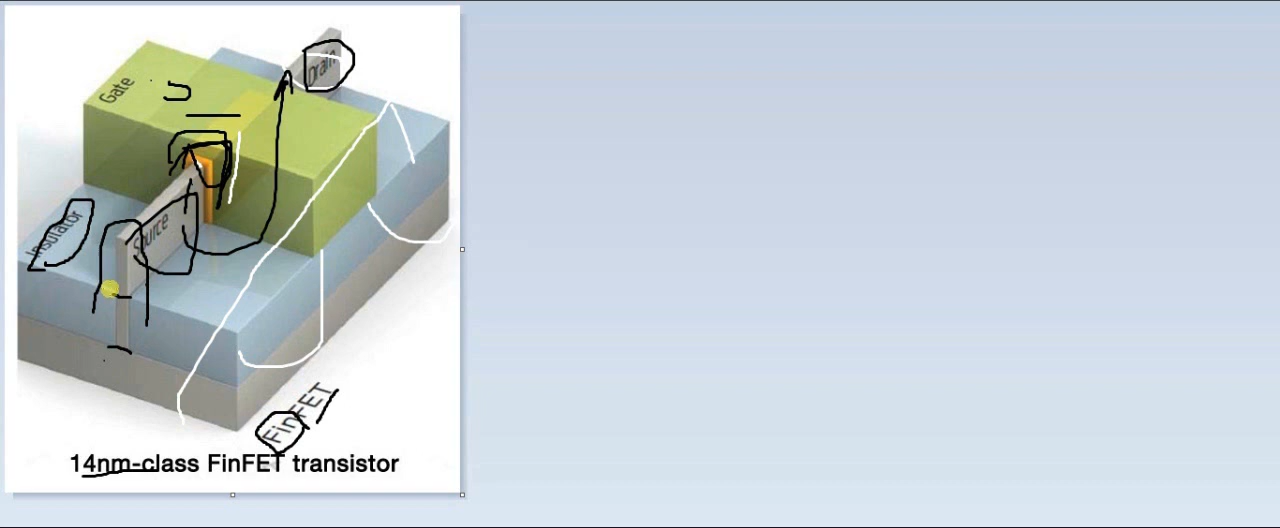 Drain
Gate
Insulator
Source
FinFET
14nm-class FinFET transistor